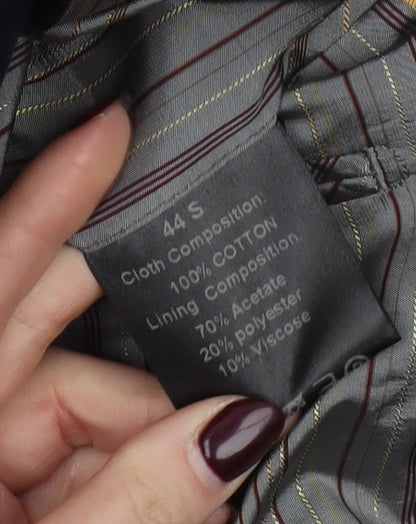 44 S
Cloth Composition:
100% COTTON
Lining Composition:
70% Acetate
20% polyester
10% Viscose